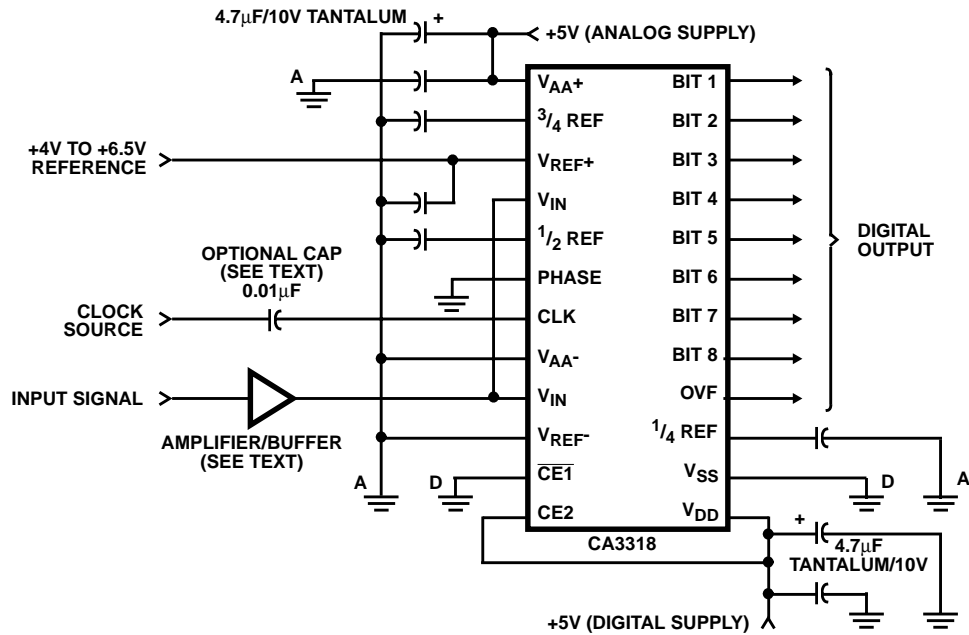 4.7µF/10V TANTALUM
+
+5V (ANALOG SUPPLY)
A
VAA+
BIT 1
3/4 REF
BIT 2
+4V TO +6.5V
REFERENCE
VREF+
BIT 3
VIN
BIT 4
1/2 REF
BIT 5
DIGITAL
OUTPUT
OPTIONAL CAP
(SEE TEXT)
0.01µF
PHASE
BIT 6
CLOCK
SOURCE
CLK
BIT 7
VAA-
BIT 8
INPUT SIGNAL
VIN
OVF
AMPLIFIER/BUFFER
(SEE TEXT)
VREF-
1/4 REF
A
D
CE1
VSS
D
A
CE2
VDD
CA3318
+
4.7µF
TANTALUM/10V
+5V (DIGITAL SUPPLY)